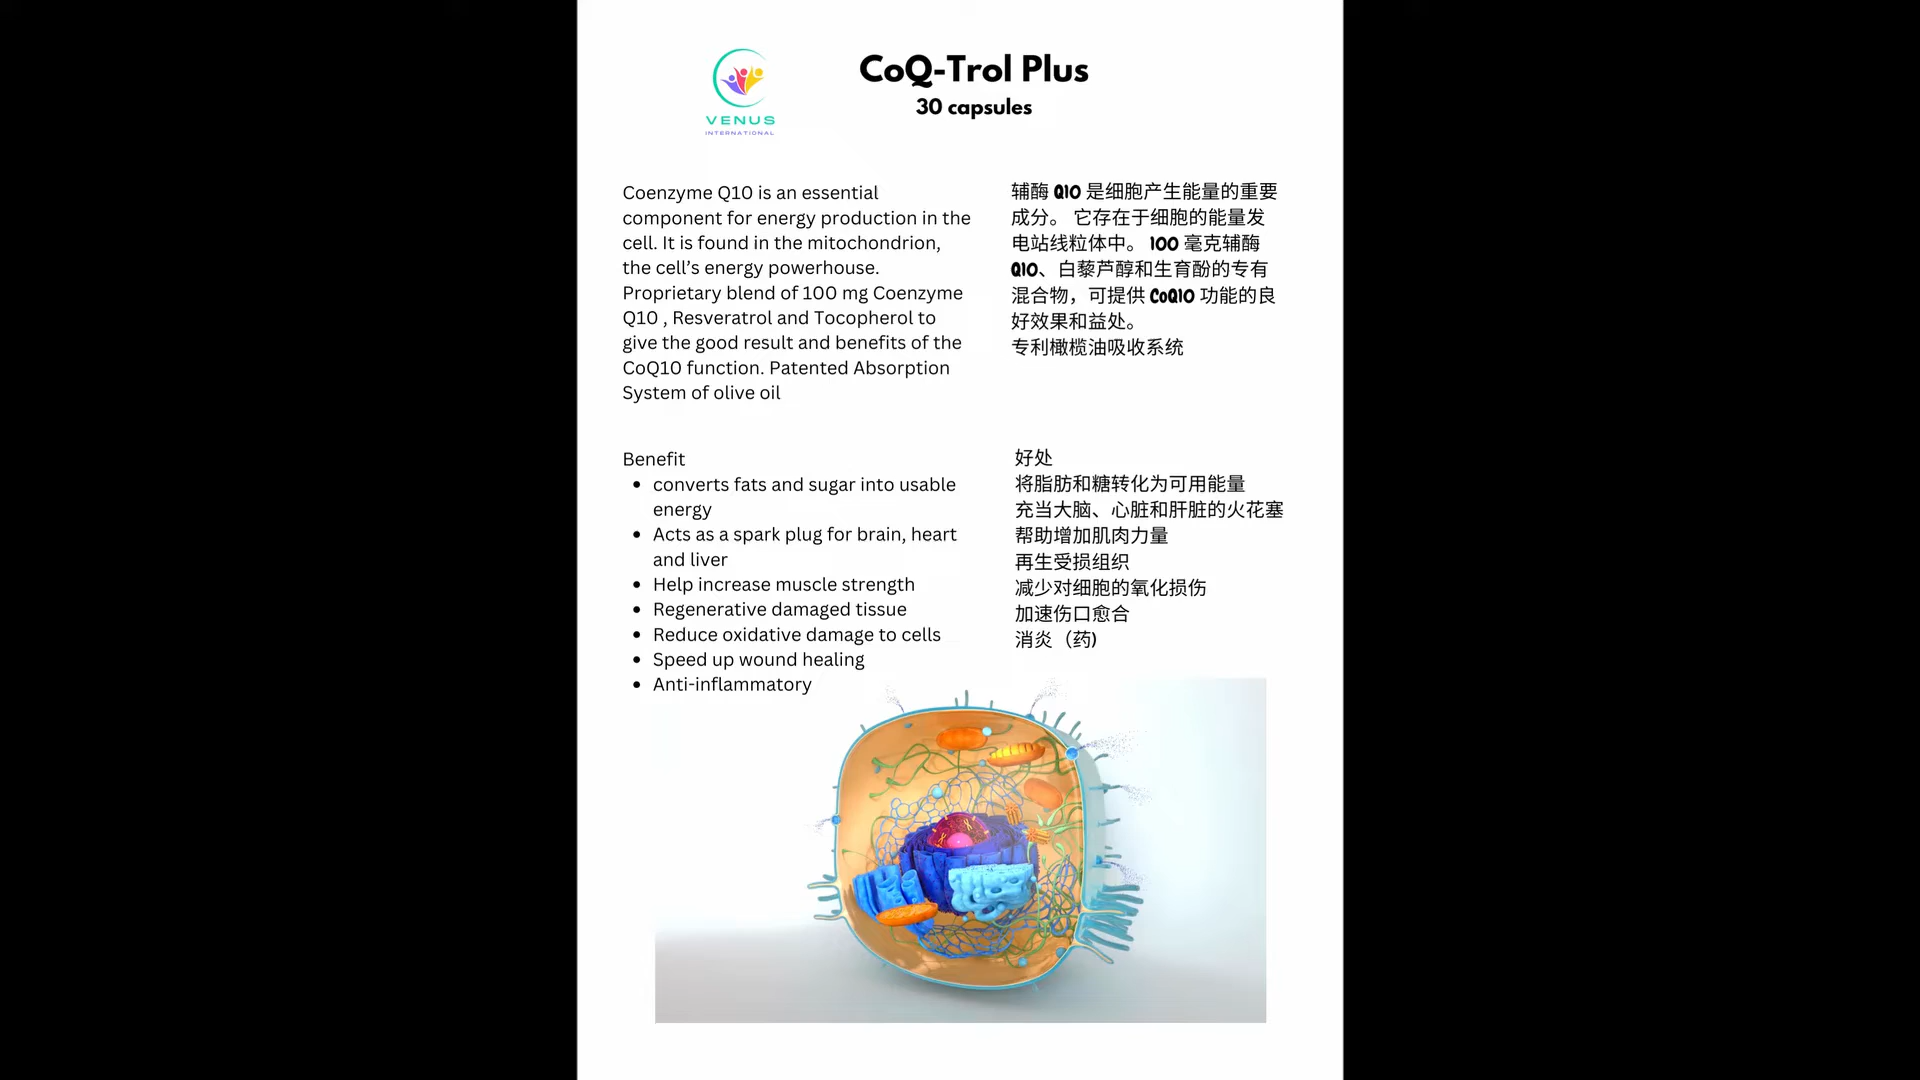 CoQ-Trol Plus
30 capsules
VENUS
INTERNATIONAL
Coenzyme Q10 is an essential
component for energy production in the
cell. It is found in the mitochondrion,
the cell’s energy powerhouse.
Proprietary blend of 100 mg Coenzyme
Q10 , Resveratrol and Tocopherol to
give the good result and benefits of the
CoQ10 function. Patented Absorption
System of olive oil
辅酶 Q10 是细胞产生能量的重要
成分。 它存在于细胞的能量发
电站线粒体中。 100 毫克辅酶
Q10、白藜芦醇和生育酚的专有
混合物，可提供 CoQ10 功能的良
好效果和益处。
专利橄榄油吸收系统
Benefit
• converts fats and sugar into usable
energy
• Acts as a spark plug for brain, heart
and liver
• Help increase muscle strength
• Regenerative damaged tissue
• Reduce oxidative damage to cells
• Speed up wound healing
• Anti-inflammatory
好处
将脂肪和糖转化为可用能量
充当大脑、心脏和肝脏的火花塞
帮助增加肌肉力量
再生受损组织
减少对细胞的氧化损伤
加速伤口愈合
消炎（药)